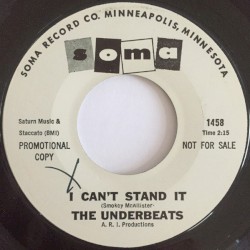 SOMA RECORD CO. MINNEAPOLIS, MINNESOTA
soma
Saturn Music &
Staccato (BMI)
PROMOTIONAL
COPY
1458
Time 2:15
NOT FOR SALE
I CAN'T STAND IT
(Smokey McAllister)
THE UNDERBEATS
A. R. I. Productions